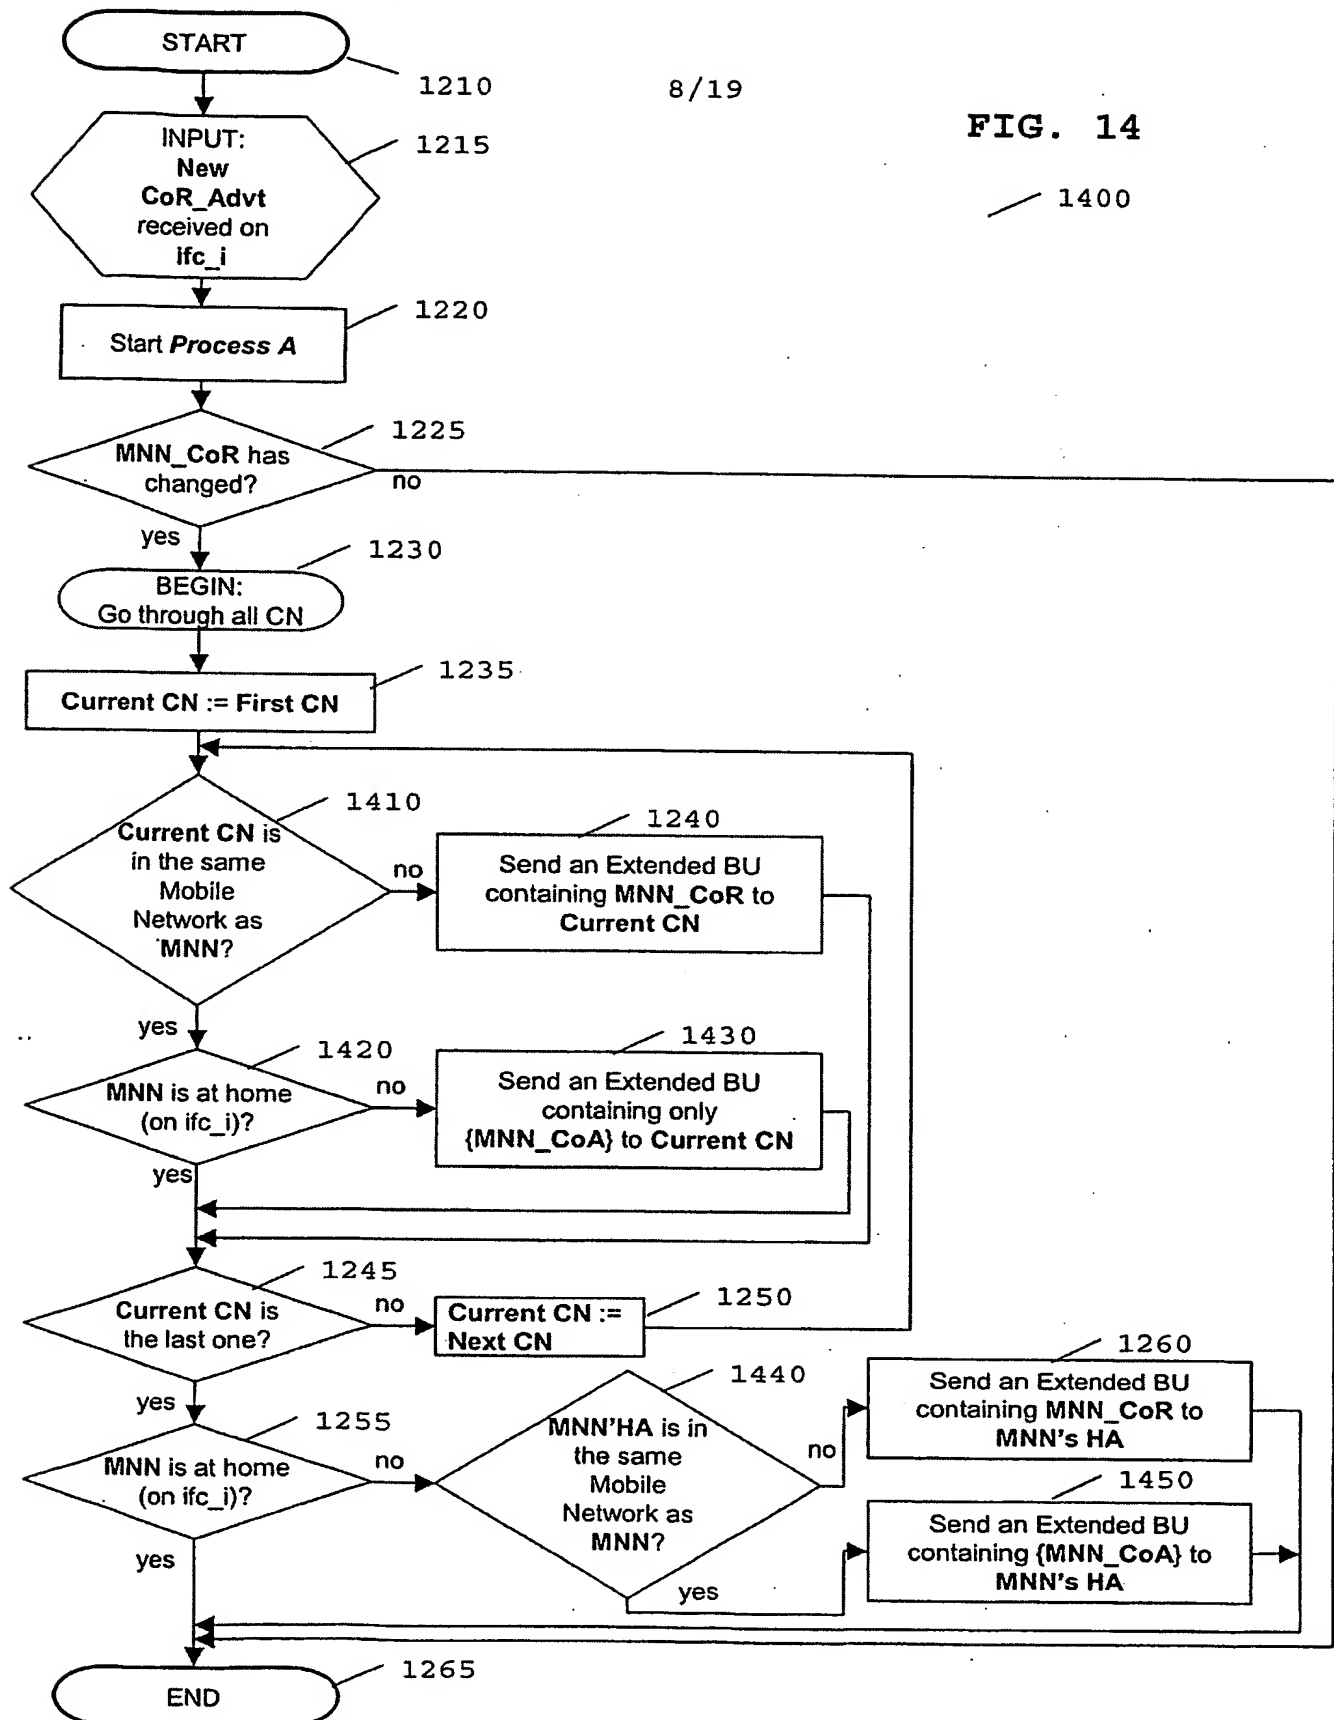 START
1210
8/19
FIG. 14
INPUT:
New
CoR_Advt
received on
ifc_i
1215
1400
Start Process A
1220
MNN_CoR has
changed?
1225
no
yes
BEGIN:
Go through all CN
1230
Current CN := First CN
1235
Current CN is
in the same
Mobile
Network as
MNN?
1410
no
Send an Extended BU
containing MNN_CoR to
Current CN
1240
yes
MNN is at home
(on ifc_i)?
1420
no
Send an Extended BU
containing only
{MNN_CoA} to Current CN
1430
yes
Current CN is
the last one?
1245
no
Current CN :=
Next CN
1250
yes
MNN is at home
(on ifc_i)?
1255
no
MNN'HA is in
the same
Mobile
Network as
MNN?
1440
no
Send an Extended BU
containing MNN_CoR to
MNN's HA
1260
yes
Send an Extended BU
containing {MNN_CoA} to
MNN's HA
1450
yes
END
1265